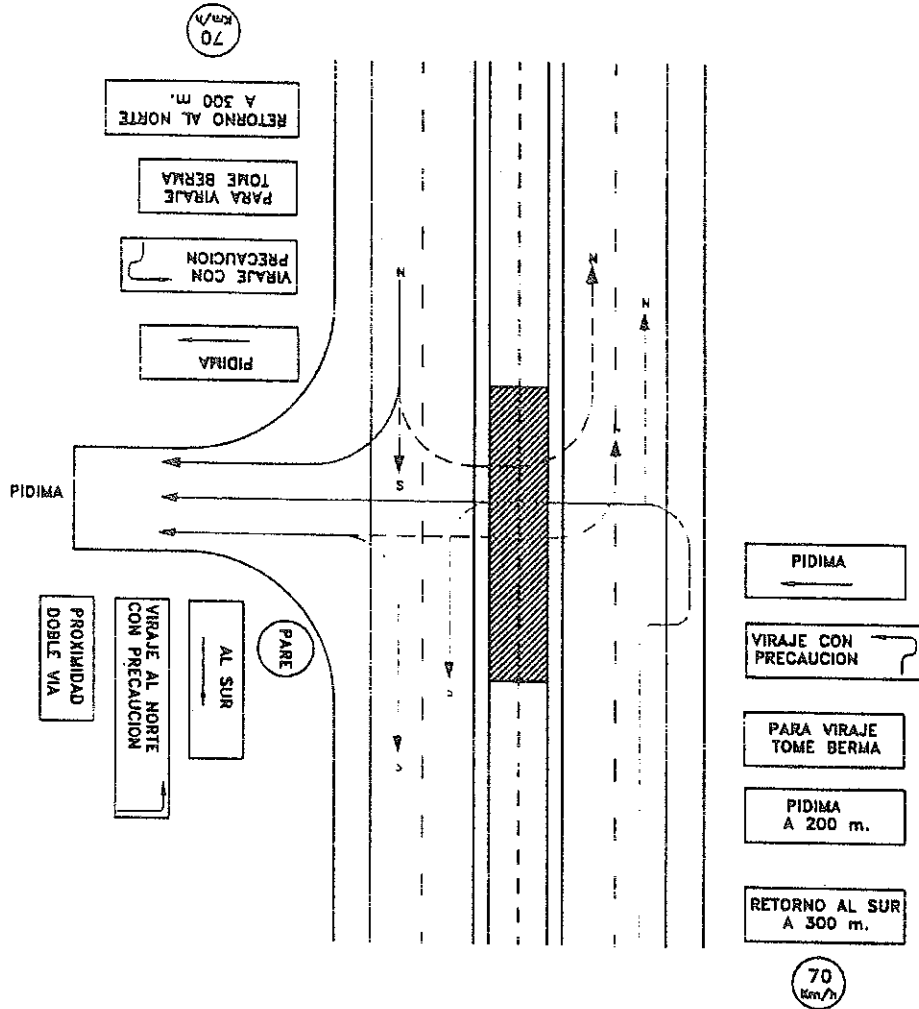 70
Km/h
RETORNO AL NORTE
A 300 m.
PARA VIRAJE
TOME BERMA
VIRAJE CON
PRECAUCION
PIDIMA
N
N
N
S
PIDIMA
PROXIMIDAD
DOBLE VIA
VIRAJE AL NORTE
CON PRECAUCION
AL SUR
PARE
PIDIMA
VIRAJE CON
PRECAUCION
PARA VIRAJE
TOME BERMA
PIDIMA
A 200 m.
RETORNO AL SUR
A 300 m.
70
Km/h